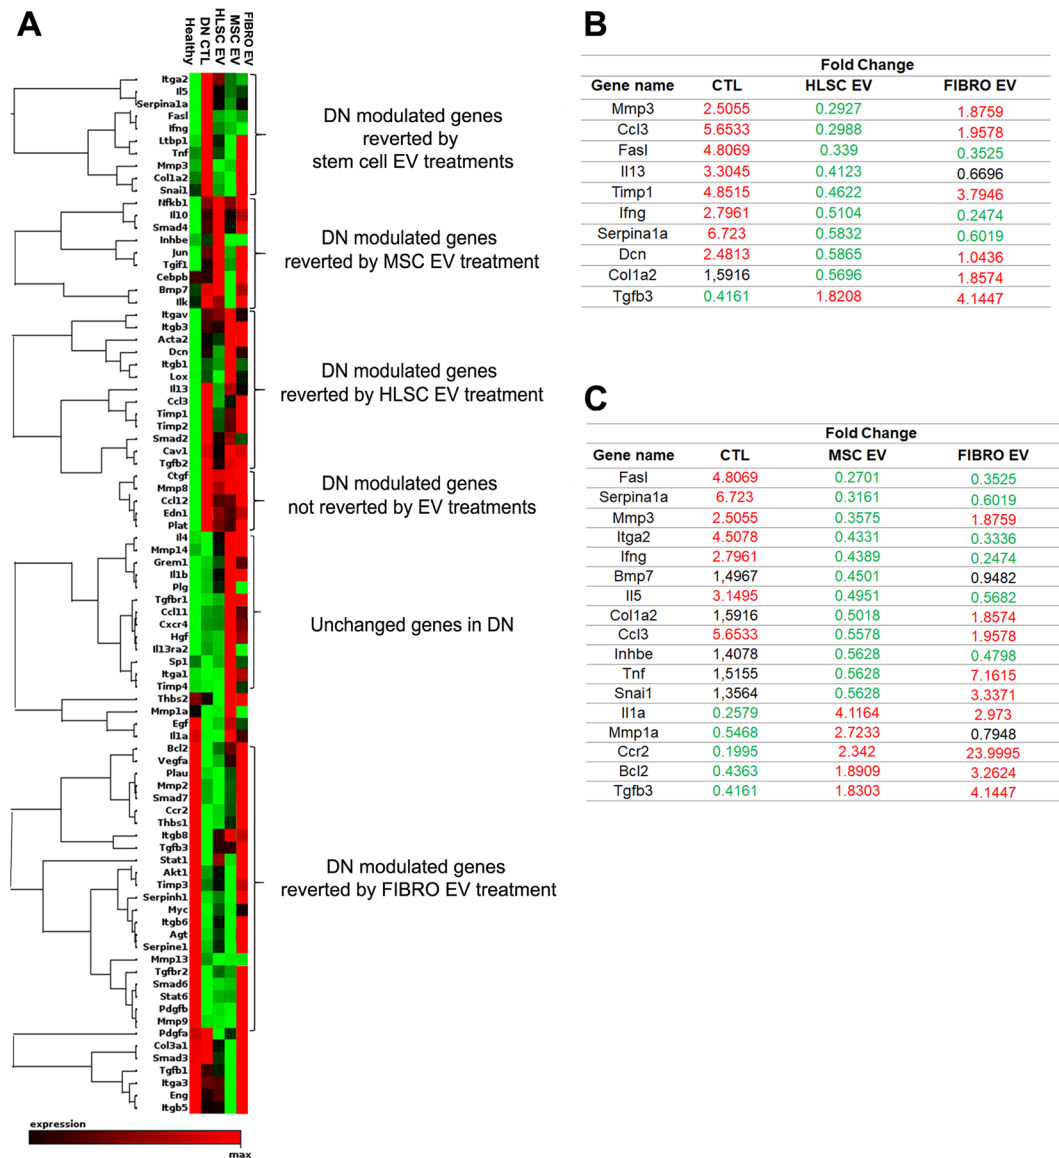 A
Healthy
DN CTL
HLSC EV
MSC EV
FIBRO EV
Itga2
Il5
Serpina1a
Fasl
Ifng
Ltbp1
Tnf
Mmp3
Col1a2
Snai1
Nfkb1
Il10
Smad4
Inhbe
Jun
Tgif1
Cebpb
Bmp7
Ilk
Itgav
Itgb3
Acta2
Dcn
Itgb1
Lox
Il13
Ccl3
Timp1
Timp2
Smad2
Cav1
Tgfb2
Ctgf
Mmp8
Ccl12
Edn1
Plat
Il4
Mmp14
Grem1
Il1b
Plg
Tgfbr1
Ccl11
Cxcr4
Hgf
Il13ra2
Sp1
Itga1
Timp4
Thbs2
Mmp1a
Egf
Il1a
Bcl2
Vegfa
Plau
Mmp2
Smad7
Ccr2
Thbs1
Itgb8
Tgfb3
Stat1
Akt1
Timp3
Serpinh1
Myc
Itgb6
Agt
Serpine1
Mmp13
Tgfbr2
Smad6
Stat6
Pdgfb
Mmp9
Pdgfa
Col3a1
Smad3
Tgfb1
Itga3
Eng
Itgb5
expression
max
DN modulated genes
reverted by
stem cell EV treatments
DN modulated genes
reverted by MSC EV treatment
DN modulated genes
reverted by HLSC EV treatment
DN modulated genes
not reverted by EV treatments
Unchanged genes in DN
DN modulated genes
reverted by FIBRO EV treatment
B
Fold Change
Gene name CTL HLSC EV FIBRO EV
Mmp3 2.5055 0.2927 1.8759
Ccl3 5.6533 0.2988 1.9578
Fasl 4.8069 0.339 0.3525
Il13 3.3045 0.4123 0.6696
Timp1 4.8515 0.4622 3.7946
Ifng 2.7961 0.5104 0.2474
Serpina1a 6.723 0.5832 0.6019
Dcn 2.4813 0.5865 1.0436
Col1a2 1,5916 0.5696 1.8574
Tgfb3 0.4161 1.8208 4.1447
C
Fold Change
Gene name CTL MSC EV FIBRO EV
Fasl 4.8069 0.2701 0.3525
Serpina1a 6.723 0.3161 0.6019
Mmp3 2.5055 0.3575 1.8759
Itga2 4.5078 0.4331 0.3336
Ifng 2.7961 0.4389 0.2474
Bmp7 1,4967 0.4501 0.9482
Il5 3.1495 0.4951 0.5682
Col1a2 1,5916 0.5018 1.8574
Ccl3 5.6533 0.5578 1.9578
Inhbe 1,4078 0.5628 0.4798
Tnf 1,5155 0.5628 7.1615
Snai1 1,3564 0.5628 3.3371
Il1a 0.2579 4.1164 2.973
Mmp1a 0.5468 2.7233 0.7948
Ccr2 0.1995 2.342 23.9995
Bcl2 0.4363 1.8909 3.2624
Tgfb3 0.4161 1.8303 4.1447